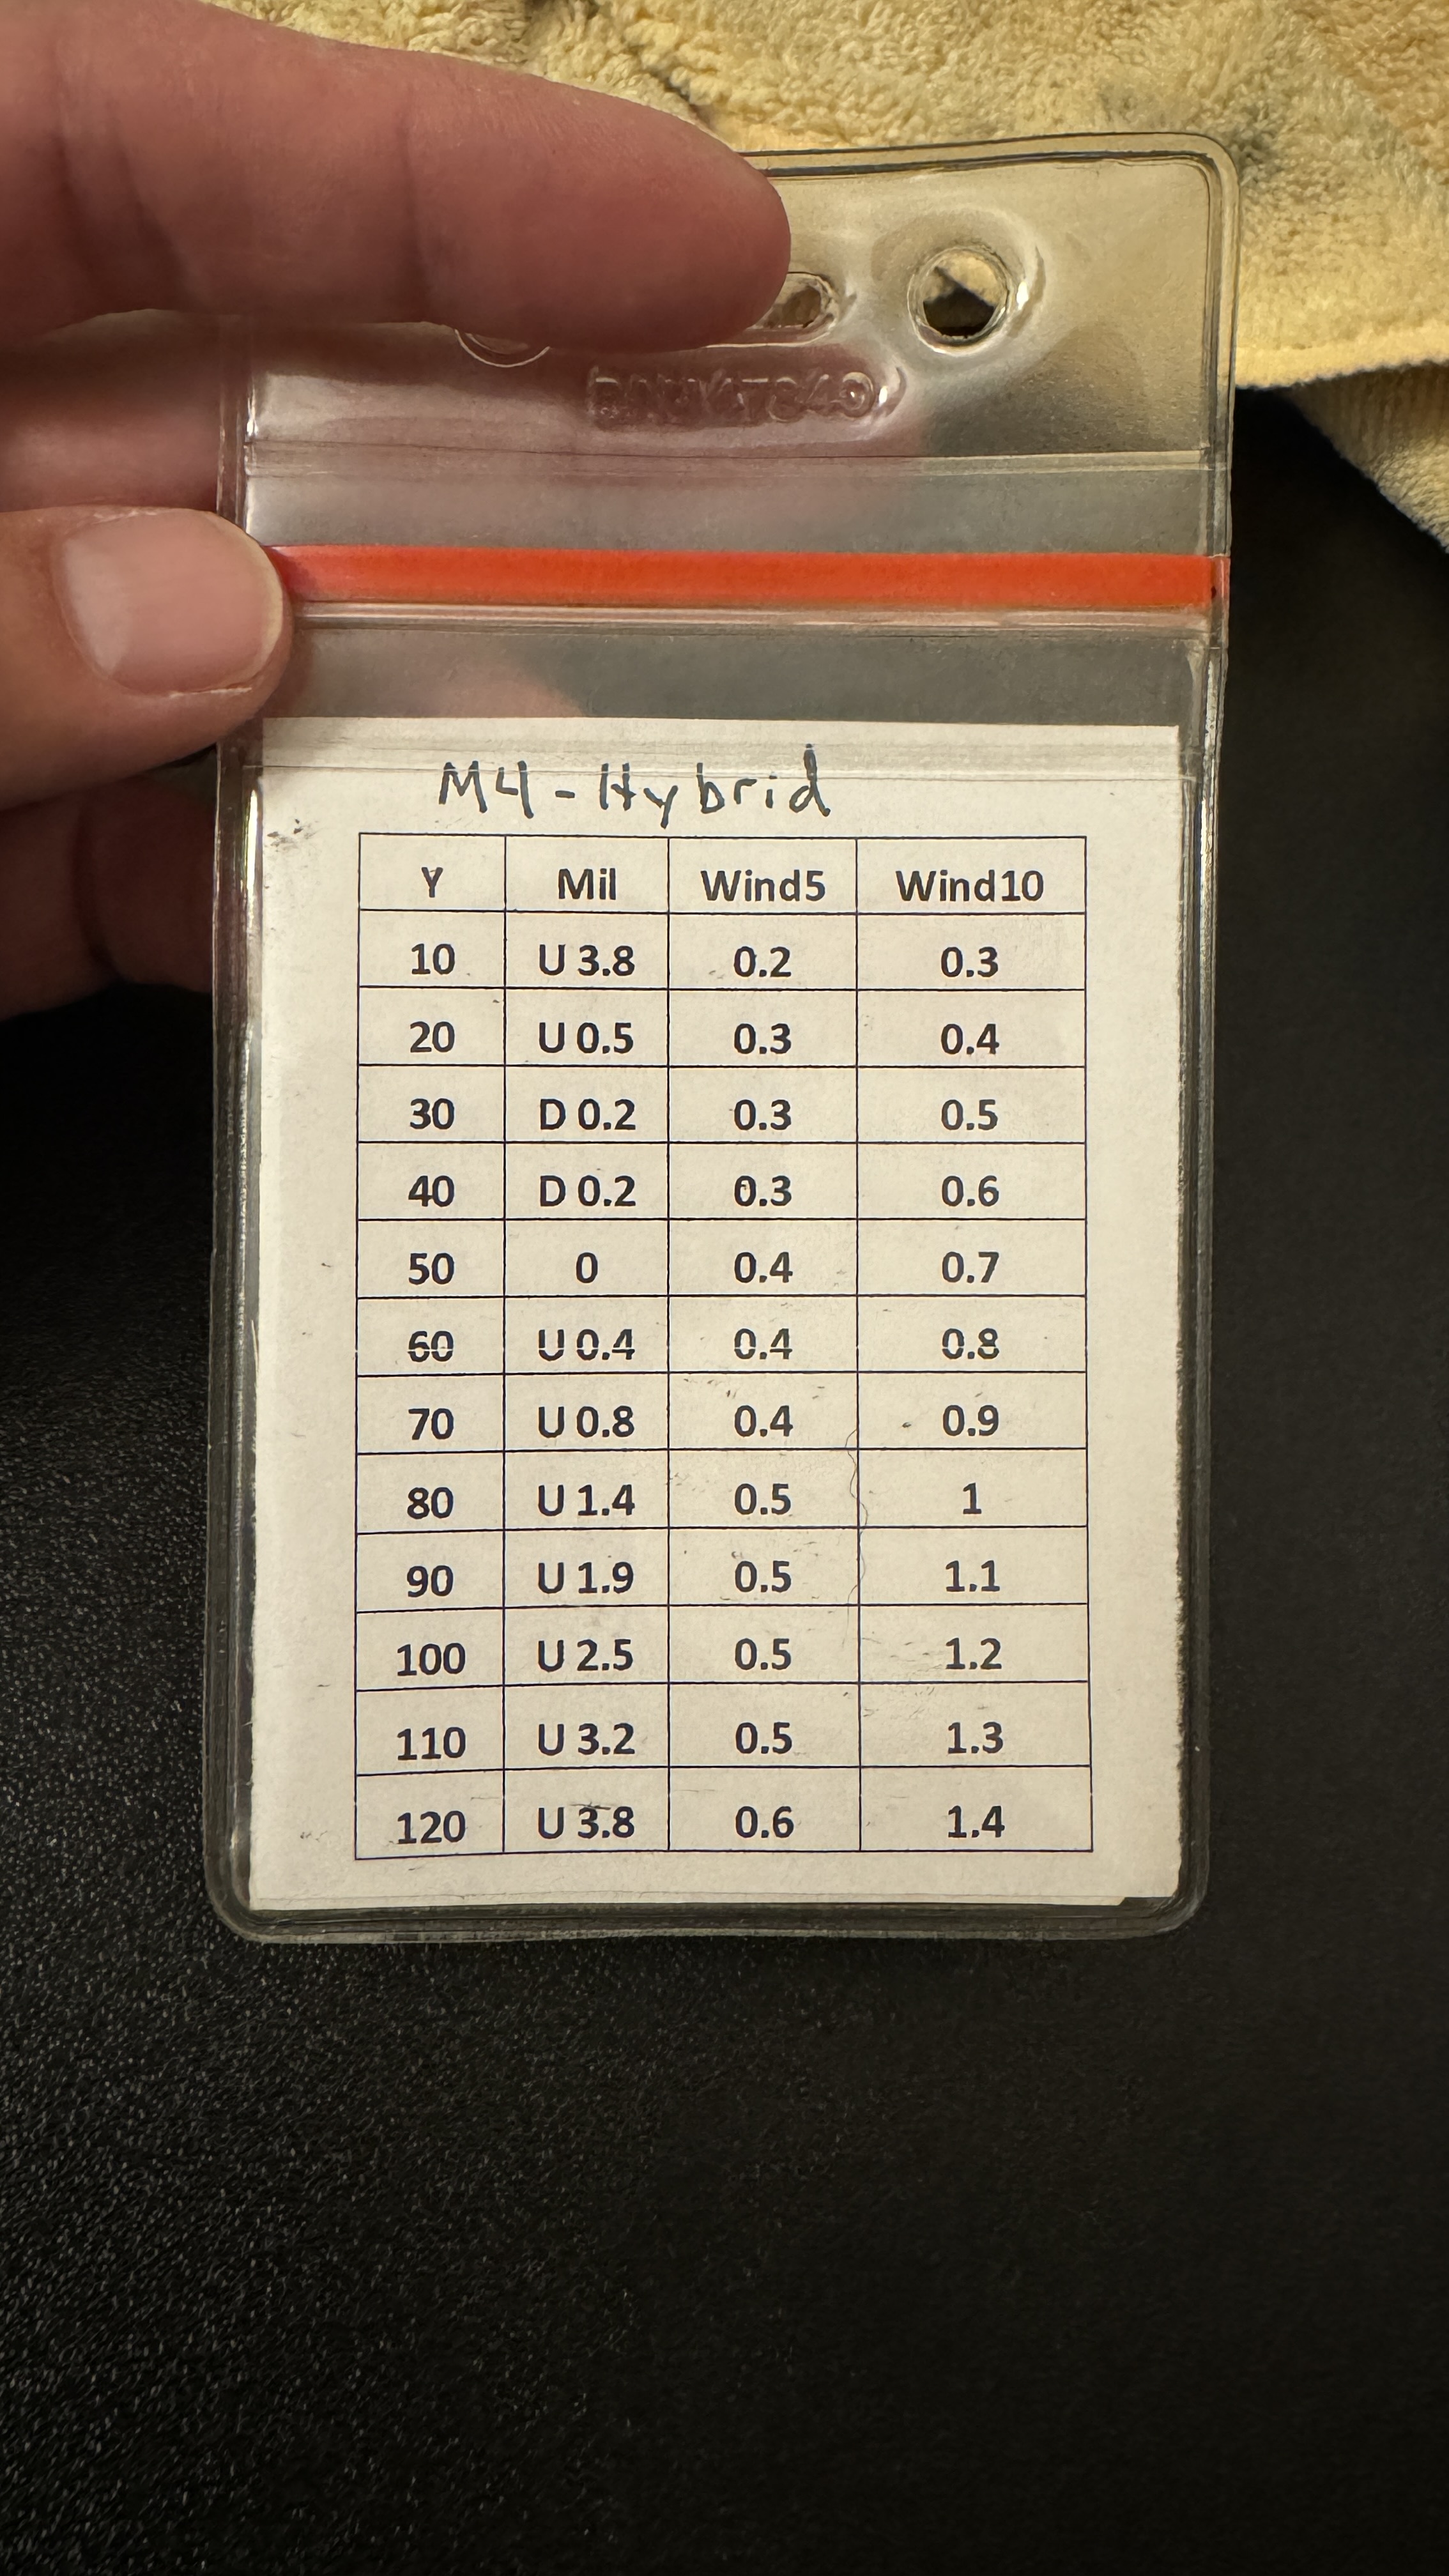 M4-Hybrid
Y Mil Wind5 Wind10
10 U 3.8 0.2 0.3
20 U 0.5 0.3 0.4
30 D 0.2 0.3 0.5
40 D 0.2 0.3 0.6
50 0 0.4 0.7
60 U 0.4 0.4 0.8
70 U 0.8 0.4 0.9
80 U 1.4 0.5 1
90 U 1.9 0.5 1.1
100 U 2.5 0.5 1.2
110 U 3.2 0.5 1.3
120 U 3.8 0.6 1.4